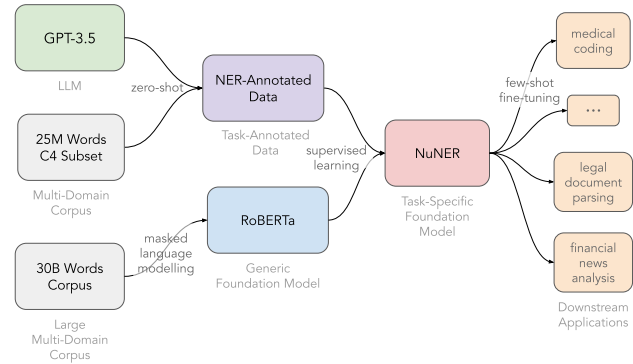 GPT-3.5
LLM
zero-shot
25M Words
C4 Subset
Multi-Domain
Corpus
30B Words
Corpus
Large
Multi-Domain
Corpus
masked
language
modelling
NER-Annotated
Data
Task-Annotated
Data
RoBERTa
Generic
Foundation Model
supervised
learning
NuNER
Task-Specific
Foundation
Model
few-shot
fine-tuning
medical
coding
...
legal
document
parsing
financial
news
analysis
Downstream
Applications